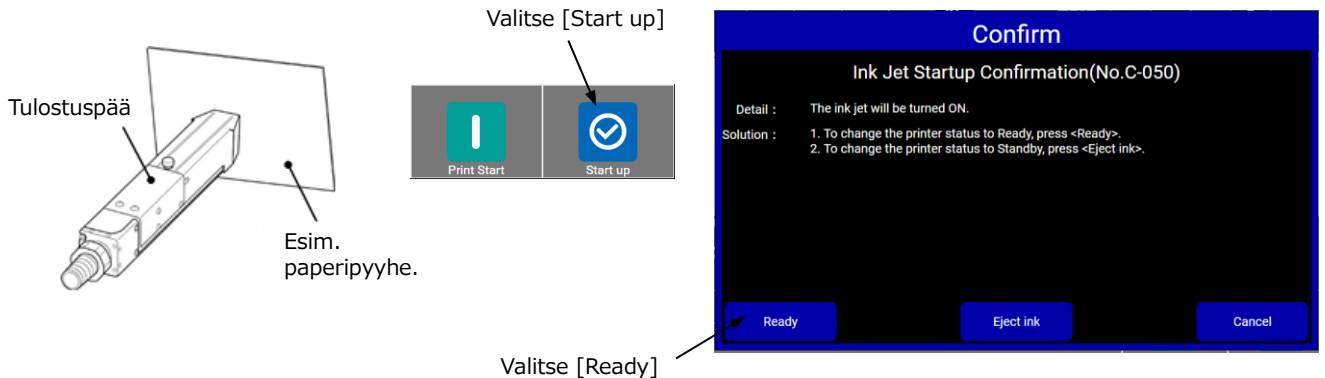 Valitse [Start up]
Tulostuspää
Esim.
paperipyyhe.
Print Start
Start up
Confirm
Ink Jet Startup Confirmation(No.C-050)
Detail : The ink jet will be turned ON.
Solution : 1. To change the printer status to Ready, press <Ready>.
2. To change the printer status to Standby, press <Eject ink>.
Ready
Eject ink
Cancel
Valitse [Ready]